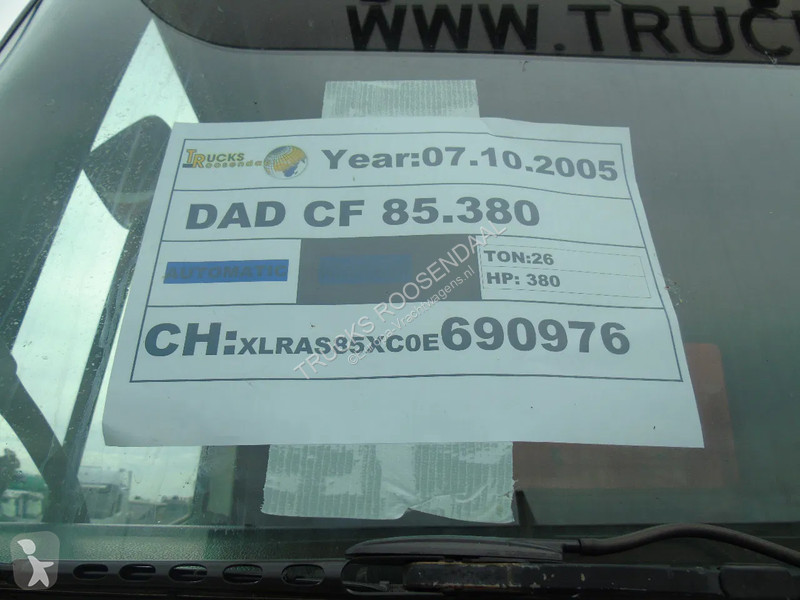 WWW.TRUC
TRUCKS Roosenda
Year:07.10.2005
DAD CF 85.380
AUTOMATIC
TON:26
HP: 380
CH:XLRAS85XC0E690976
TRUCKS ROOSENDAAL